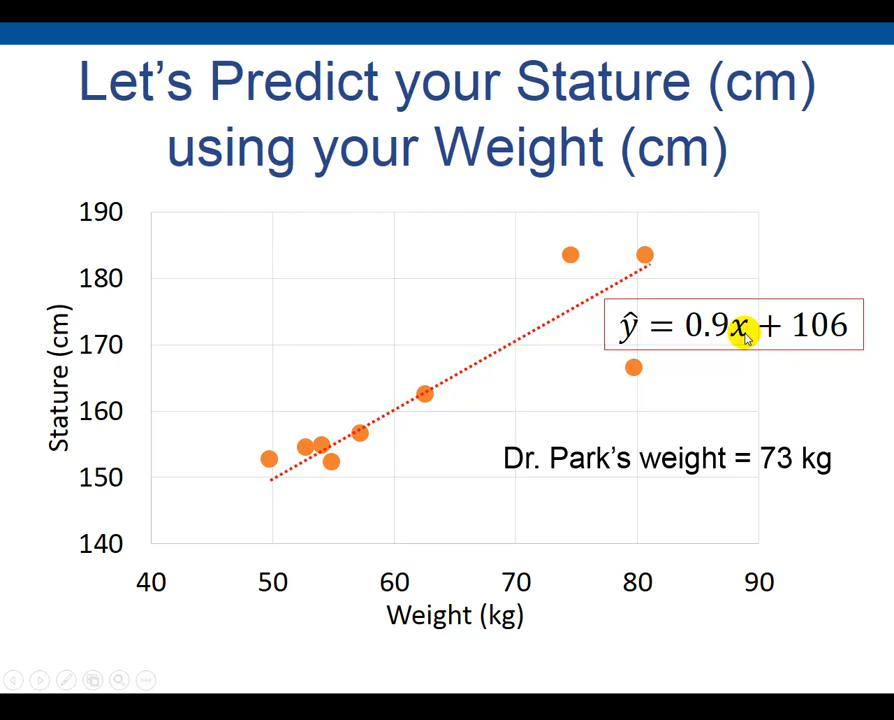 Let's Predict your Stature (cm)
using your Weight (cm)
190
180
170
160
150
140
Stature (cm)
ŷ = 0.9x + 106
Dr. Park's weight = 73 kg
40 50 60 70 80 90
Weight (kg)